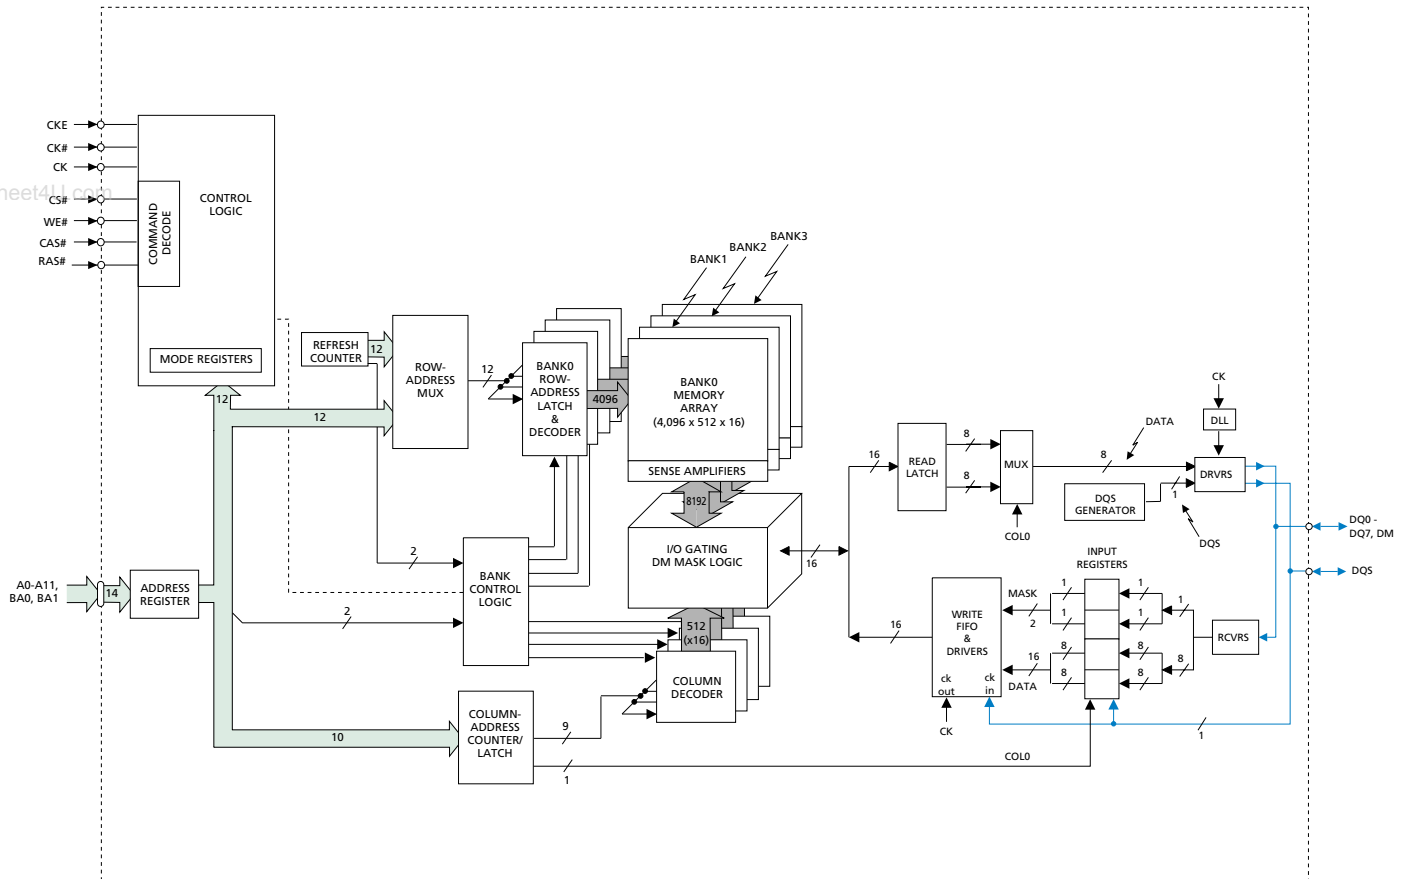 CKE
CK#
CK
neet4U.com
CS#
WE#
CAS#
RAS#
COMMAND
DECODE
CONTROL
LOGIC
MODE REGISTERS
12
REFRESH
COUNTER
12
12
ROW-
ADDRESS
MUX
12
BANK0
ROW-
ADDRESS
LATCH
&
DECODER
4096
BANK1
BANK2
BANK3
BANK0
MEMORY
ARRAY
(4,096 x 512 x 16)
SENSE AMPLIFIERS
8192
I/O GATING
DM MASK LOGIC
16
512
(x16)
COLUMN
DECODER
A0-A11,
BA0, BA1
14
ADDRESS
REGISTER
2
2
BANK
CONTROL
LOGIC
10
COLUMN-
ADDRESS
COUNTER/
LATCH
9
1
COL0
16
READ
LATCH
8
8
MUX
COL0
8
DATA
DQS
GENERATOR
1
DQS
CK
DLL
DRVRS
DQ0 -
DQ7, DM
DQS
INPUT
REGISTERS
16
WRITE
FIFO
&
DRIVERS
ck
out
ck
in
CK
MASK
2
16
DATA
1
1
8
8
1
1
8
8
1
8
RCVRS
1